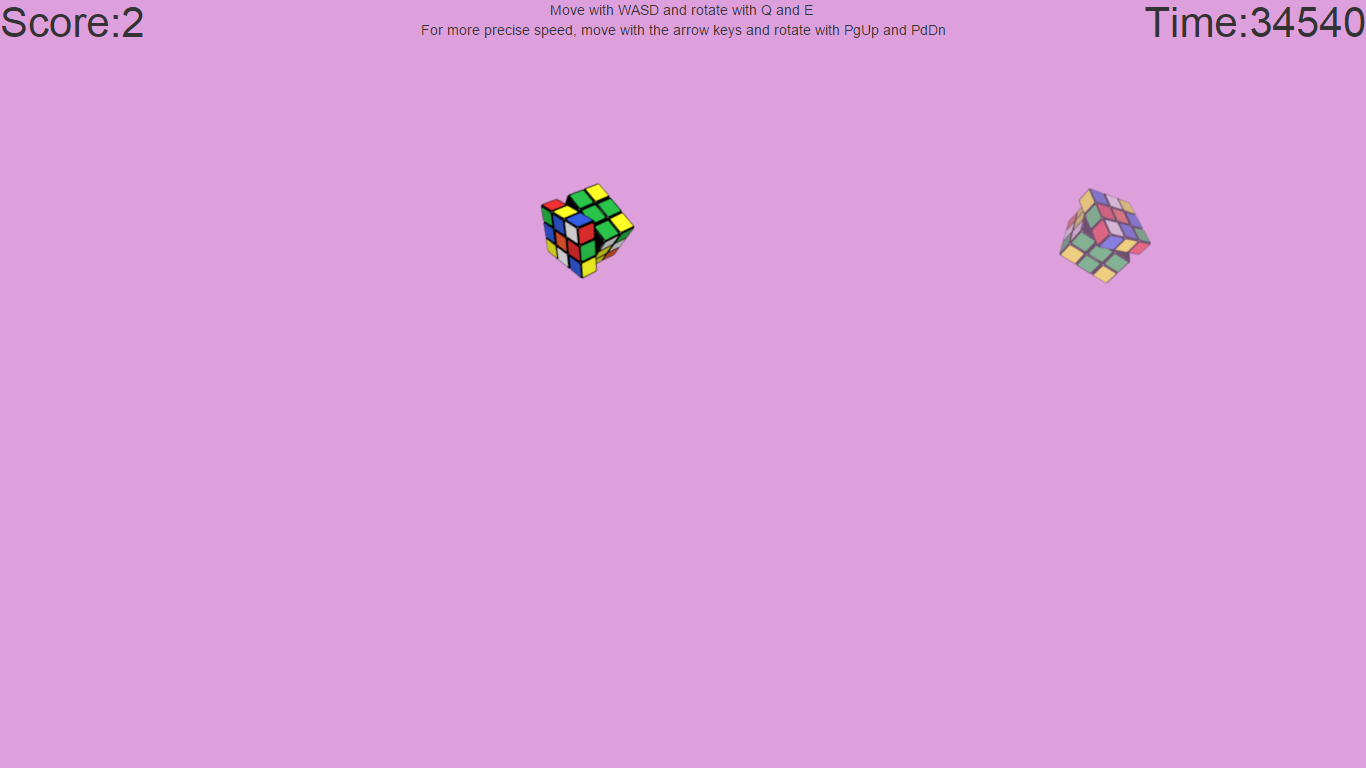 Score:2
Move with WASD and rotate with Q and E
For more precise speed, move with the arrow keys and rotate with PgUp and PdDn
Time:34540